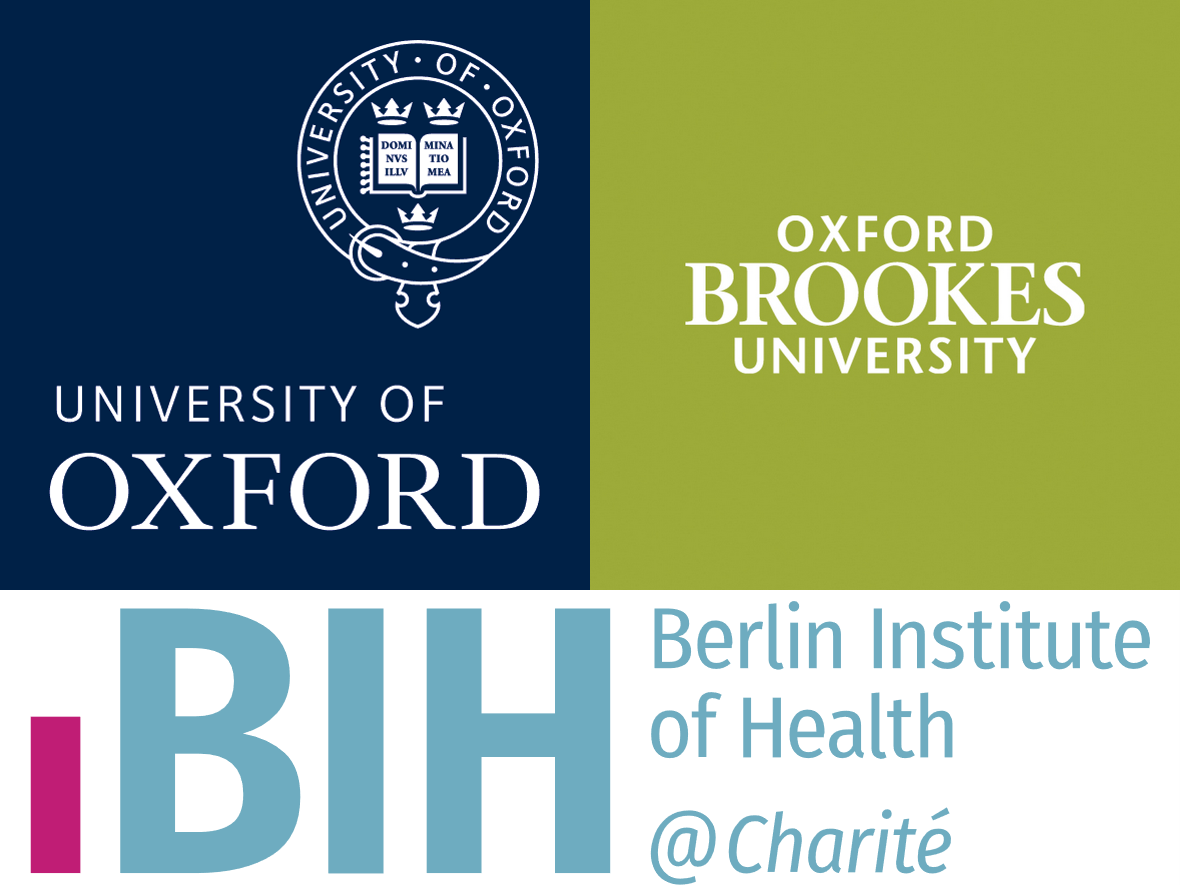 UNIVERSITY · OF · OXFORD
DOMI MINA
NVS TIO
ILLV MEA
UNIVERSITY OF
OXFORD
OXFORD
BROOKES
UNIVERSITY
BIH
Berlin Institute
of Health
@Charité